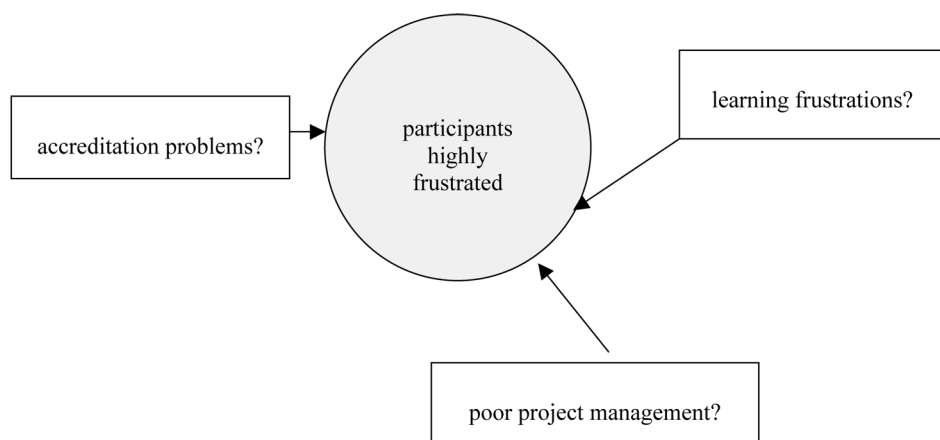 learning frustrations?
accreditation problems?
participants
highly
frustrated
poor project management?